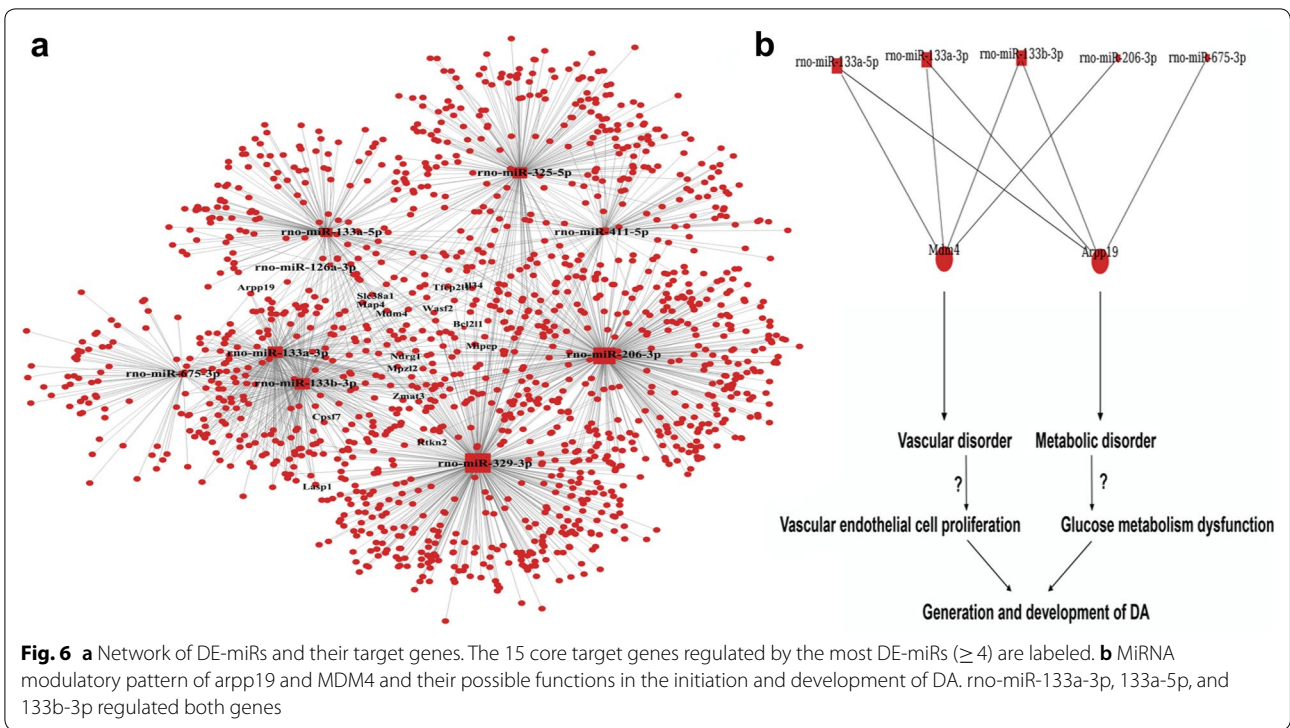 a
rno-miR-325-5p
rno-miR-133a-5p
rno-miR-411-5p
rno-miR-126a-3p
Arpp19
Slc38a1
Map4
Mdm4
Wasf2
Bcl2l1
Mipep
rno-miR-133a-3p
Ndrg1
rno-miR-206-3p
Mpzl2
rno-miR-675-3p
rno-miR-133b-3p
Zmat3
Cpsf7
Rtkn2
rno-miR-329-3p
Lasp1
b
rno-miR-133a-5p
rno-miR-133a-3p
rno-miR-133b-3p
rno-miR-206-3p
rno-miR-675-3p
Mdm4
Arpp19
Vascular disorder
Metabolic disorder
?
?
Vascular endothelial cell proliferation
Glucose metabolism dysfunction
Generation and development of DA
Fig. 6 a Network of DE-miRs and their target genes. The 15 core target genes regulated by the most DE-miRs (≥ 4) are labeled. b MiRNA
modulatory pattern of arpp19 and MDM4 and their possible functions in the initiation and development of DA. rno-miR-133a-3p, 133a-5p, and
133b-3p regulated both genes